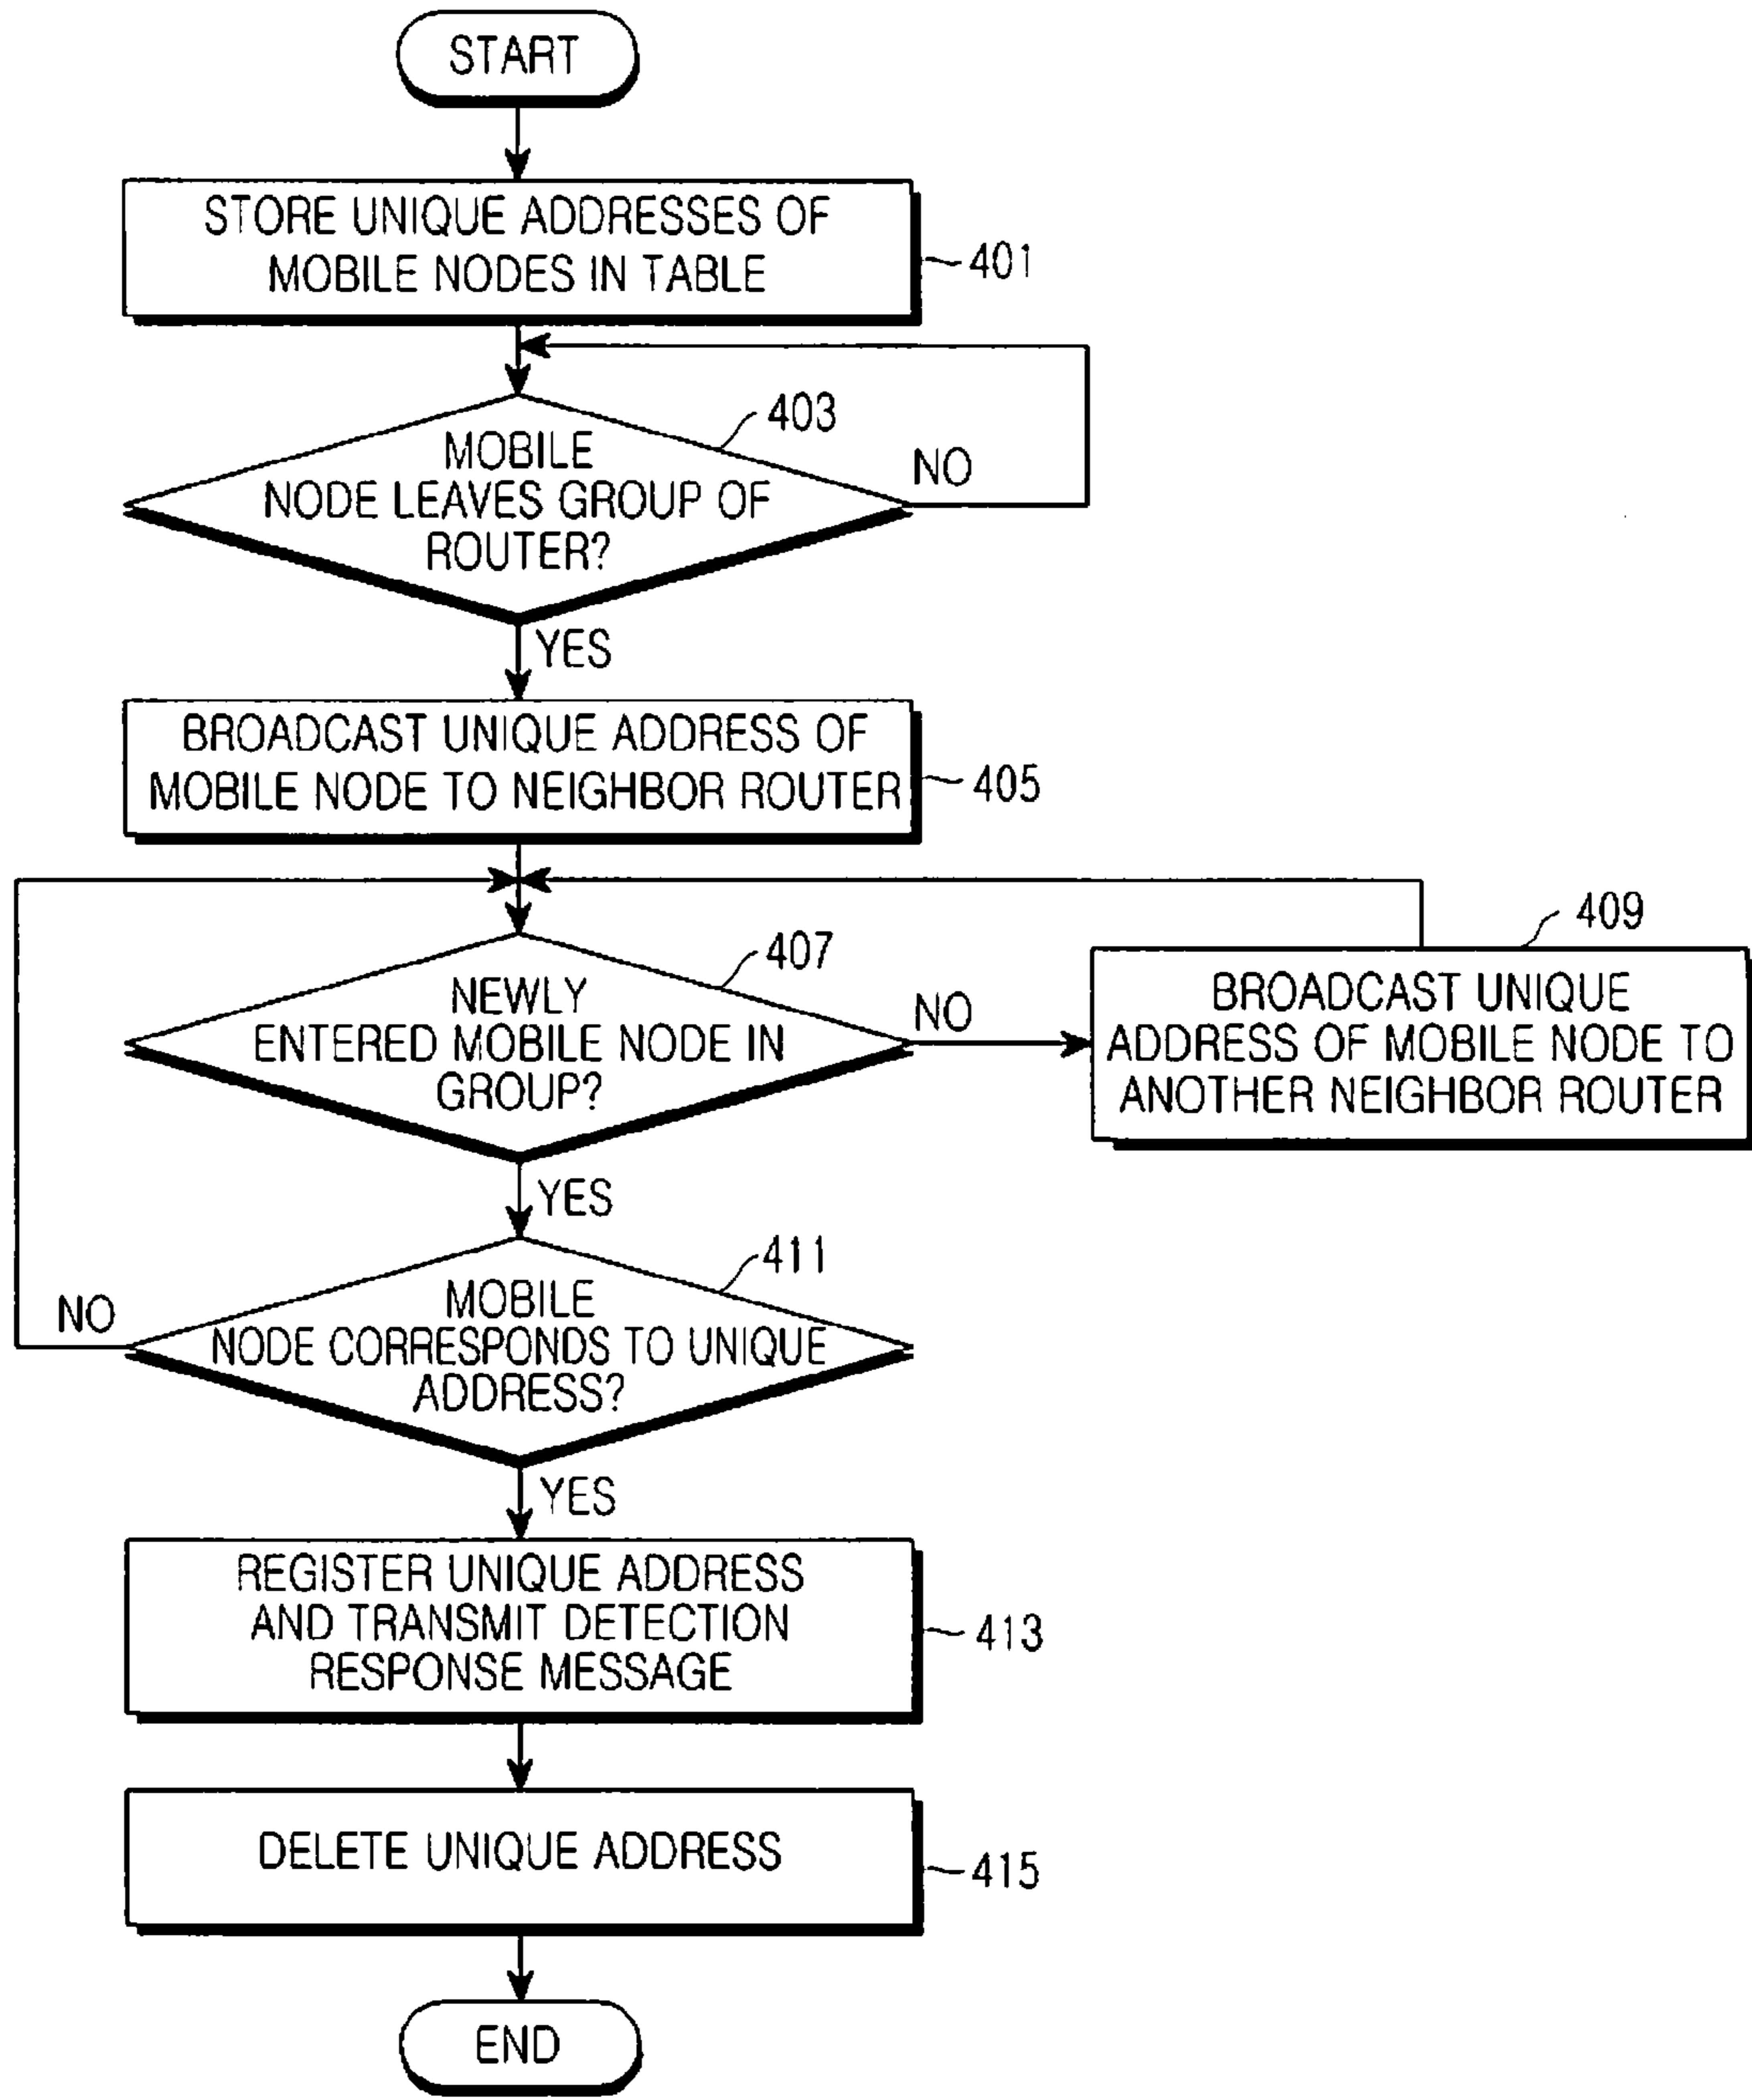 START
STORE UNIQUE ADDRESSES OF
MOBILE NODES IN TABLE
401
403
MOBILE
NODE LEAVES GROUP OF
ROUTER?
NO
YES
BROADCAST UNIQUE ADDRESS OF
MOBILE NODE TO NEIGHBOR ROUTER
405
407
NEWLY
ENTERED MOBILE NODE IN
GROUP?
NO
409
BROADCAST UNIQUE
ADDRESS OF MOBILE NODE TO
ANOTHER NEIGHBOR ROUTER
YES
411
MOBILE
NODE CORRESPONDS TO UNIQUE
ADDRESS?
NO
YES
REGISTER UNIQUE ADDRESS
AND TRANSMIT DETECTION
RESPONSE MESSAGE
413
DELETE UNIQUE ADDRESS
415
END